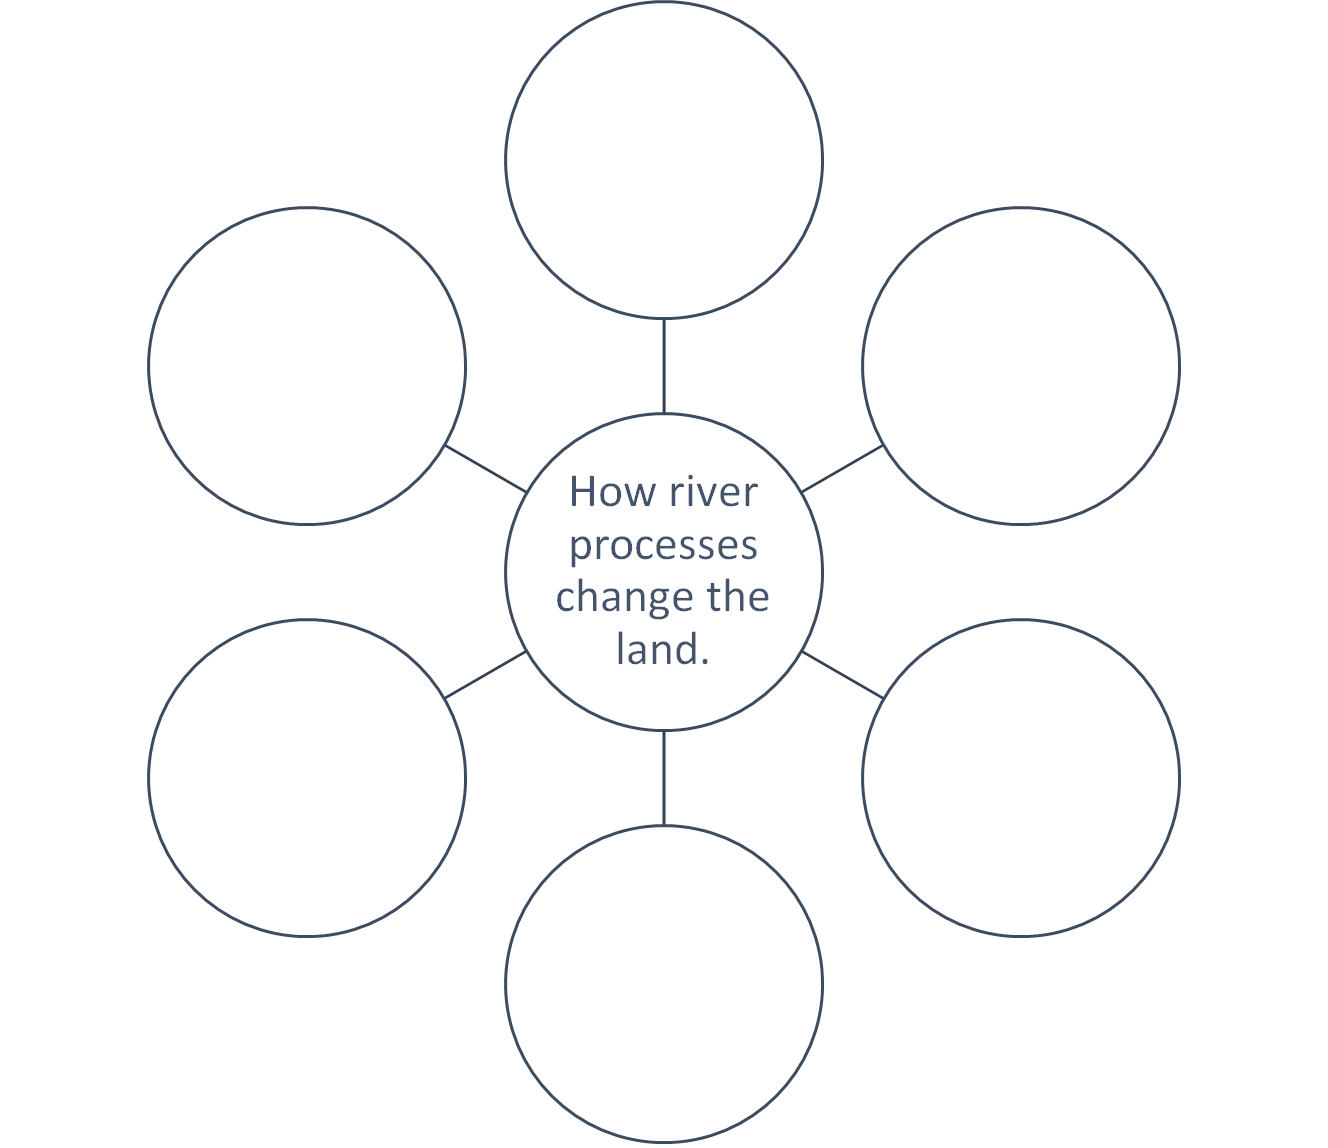 How river
processes
change the
land.